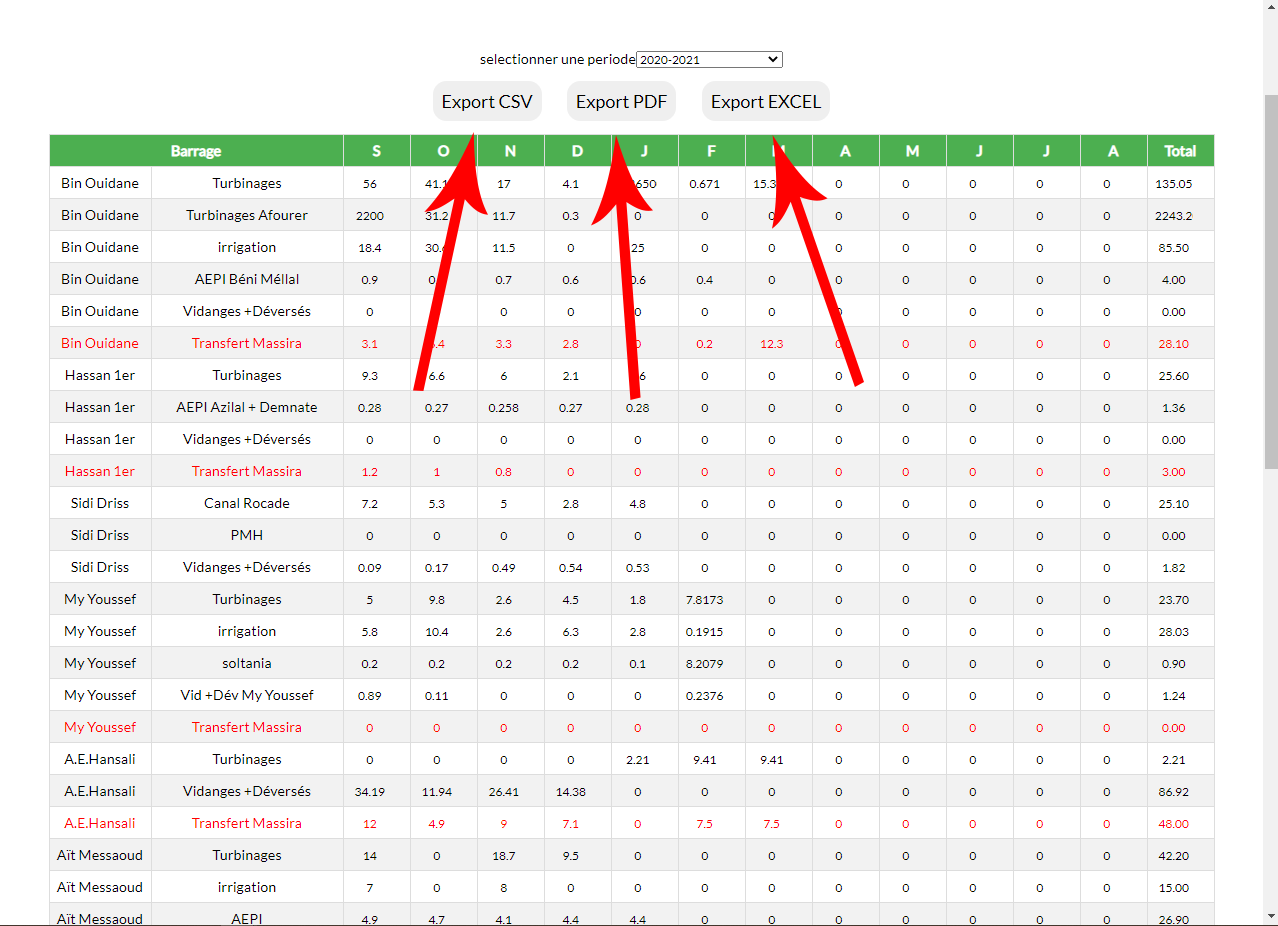 selectionner une periode 2020-2021
Export CSV Export PDF Export EXCEL
Barrage S O N D J F A M J J A Total
Bin Ouidane Turbinages 56 17 4.1 0.671 0 0 0 0 0 135.05
Bin Ouidane Turbinages Afourer 2200 31.2 11.7 0.3 0 0 0 0 0 0 0 2243.2
Bin Ouidane irrigation 18.4 11.5 0 25 0 0 0 0 0 0 0 85.50
Bin Ouidane AEPI Béni Méllal 0.9 0.7 0.6 0.6 0.4 0 0 0 0 0 0 4.00
Bin Ouidane Vidanges +Déversés 0 0 0 0 0 0 0 0 0 0 0.00
Bin Ouidane Transfert Massira 3.1 3.3 2.8 0.2 12.3 0 0 0 0 0 28.10
Hassan 1er Turbinages 9.3 6.6 6 2.1 0 0 0 0 0 0 25.60
Hassan 1er AEPI Azilal + Demnate 0.28 0.27 0.258 0.27 0.28 0 0 0 0 0 0 0 1.36
Hassan 1er Vidanges +Déversés 0 0 0 0 0 0 0 0 0 0 0 0 0.00
Hassan 1er Transfert Massira 1.2 1 0.8 0 0 0 0 0 0 0 0 0 3.00
Sidi Driss Canal Rocade 7.2 5.3 5 2.8 4.8 0 0 0 0 0 0 0 25.10
Sidi Driss PMH 0 0 0 0 0 0 0 0 0 0 0 0 0.00
Sidi Driss Vidanges +Déversés 0.09 0.17 0.49 0.54 0.53 0 0 0 0 0 0 0 1.82
My Youssef Turbinages 5 9.8 2.6 4.5 1.8 7.8173 0 0 0 0 0 0 23.70
My Youssef irrigation 5.8 10.4 2.6 6.3 2.8 0.1915 0 0 0 0 0 0 28.03
My Youssef soltania 0.2 0.2 0.2 0.2 0.1 8.2079 0 0 0 0 0 0 0.90
My Youssef Vid +Dév My Youssef 0.89 0.11 0 0 0 0.2376 0 0 0 0 0 0 1.24
My Youssef Transfert Massira 0 0 0 0 0 0 0 0 0 0 0 0 0.00
A.E.Hansali Turbinages 0 0 0 0 2.21 9.41 9.41 0 0 0 0 0 2.21
A.E.Hansali Vidanges +Déversés 34.19 11.94 26.41 14.38 0 0 0 0 0 0 0 0 86.92
A.E.Hansali Transfert Massira 12 4.9 9 7.1 0 7.5 7.5 0 0 0 0 0 48.00
Aït Messaoud Turbinages 14 0 18.7 9.5 0 0 0 0 0 0 0 0 42.20
Aït Messaoud irrigation 7 0 8 0 0 0 0 0 0 0 0 0 15.00
Aït Messaoud AEPI 4.9 4.7 4.1 4.4 4.4 0 0 0 0 0 0 0 26.90